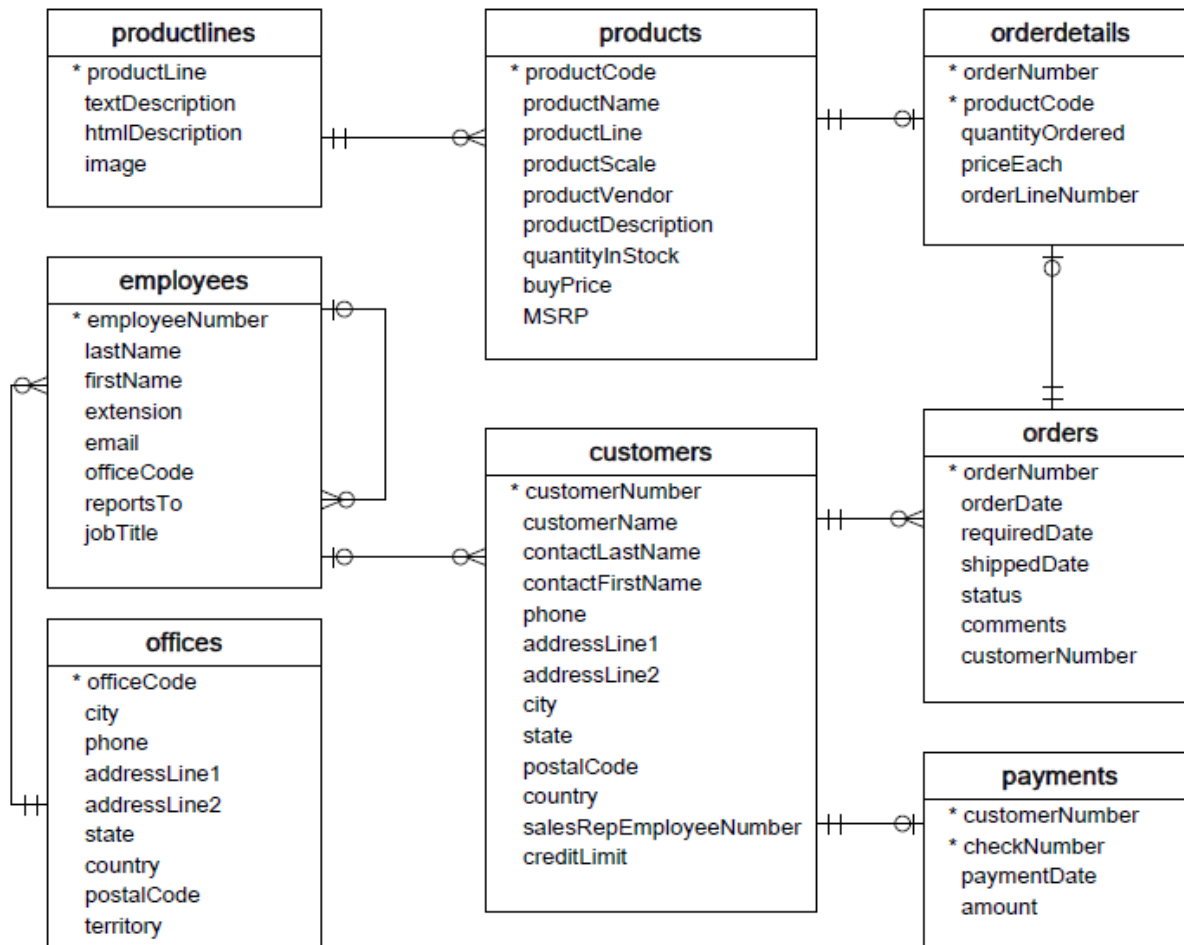 productlines
* productLine
textDescription
htmlDescription
image
products
* productCode
productName
productLine
productScale
productVendor
productDescription
quantityInStock
buyPrice
MSRP
orderdetails
* orderNumber
* productCode
quantityOrdered
priceEach
orderLineNumber
employees
* employeeNumber
lastName
firstName
extension
email
officeCode
reportsTo
jobTitle
customers
* customerNumber
customerName
contactLastName
contactFirstName
phone
addressLine1
addressLine2
city
state
postalCode
country
salesRepEmployeeNumber
creditLimit
orders
* orderNumber
orderDate
requiredDate
shippedDate
status
comments
customerNumber
offices
* officeCode
city
phone
addressLine1
addressLine2
state
country
postalCode
territory
payments
* customerNumber
* checkNumber
paymentDate
amount